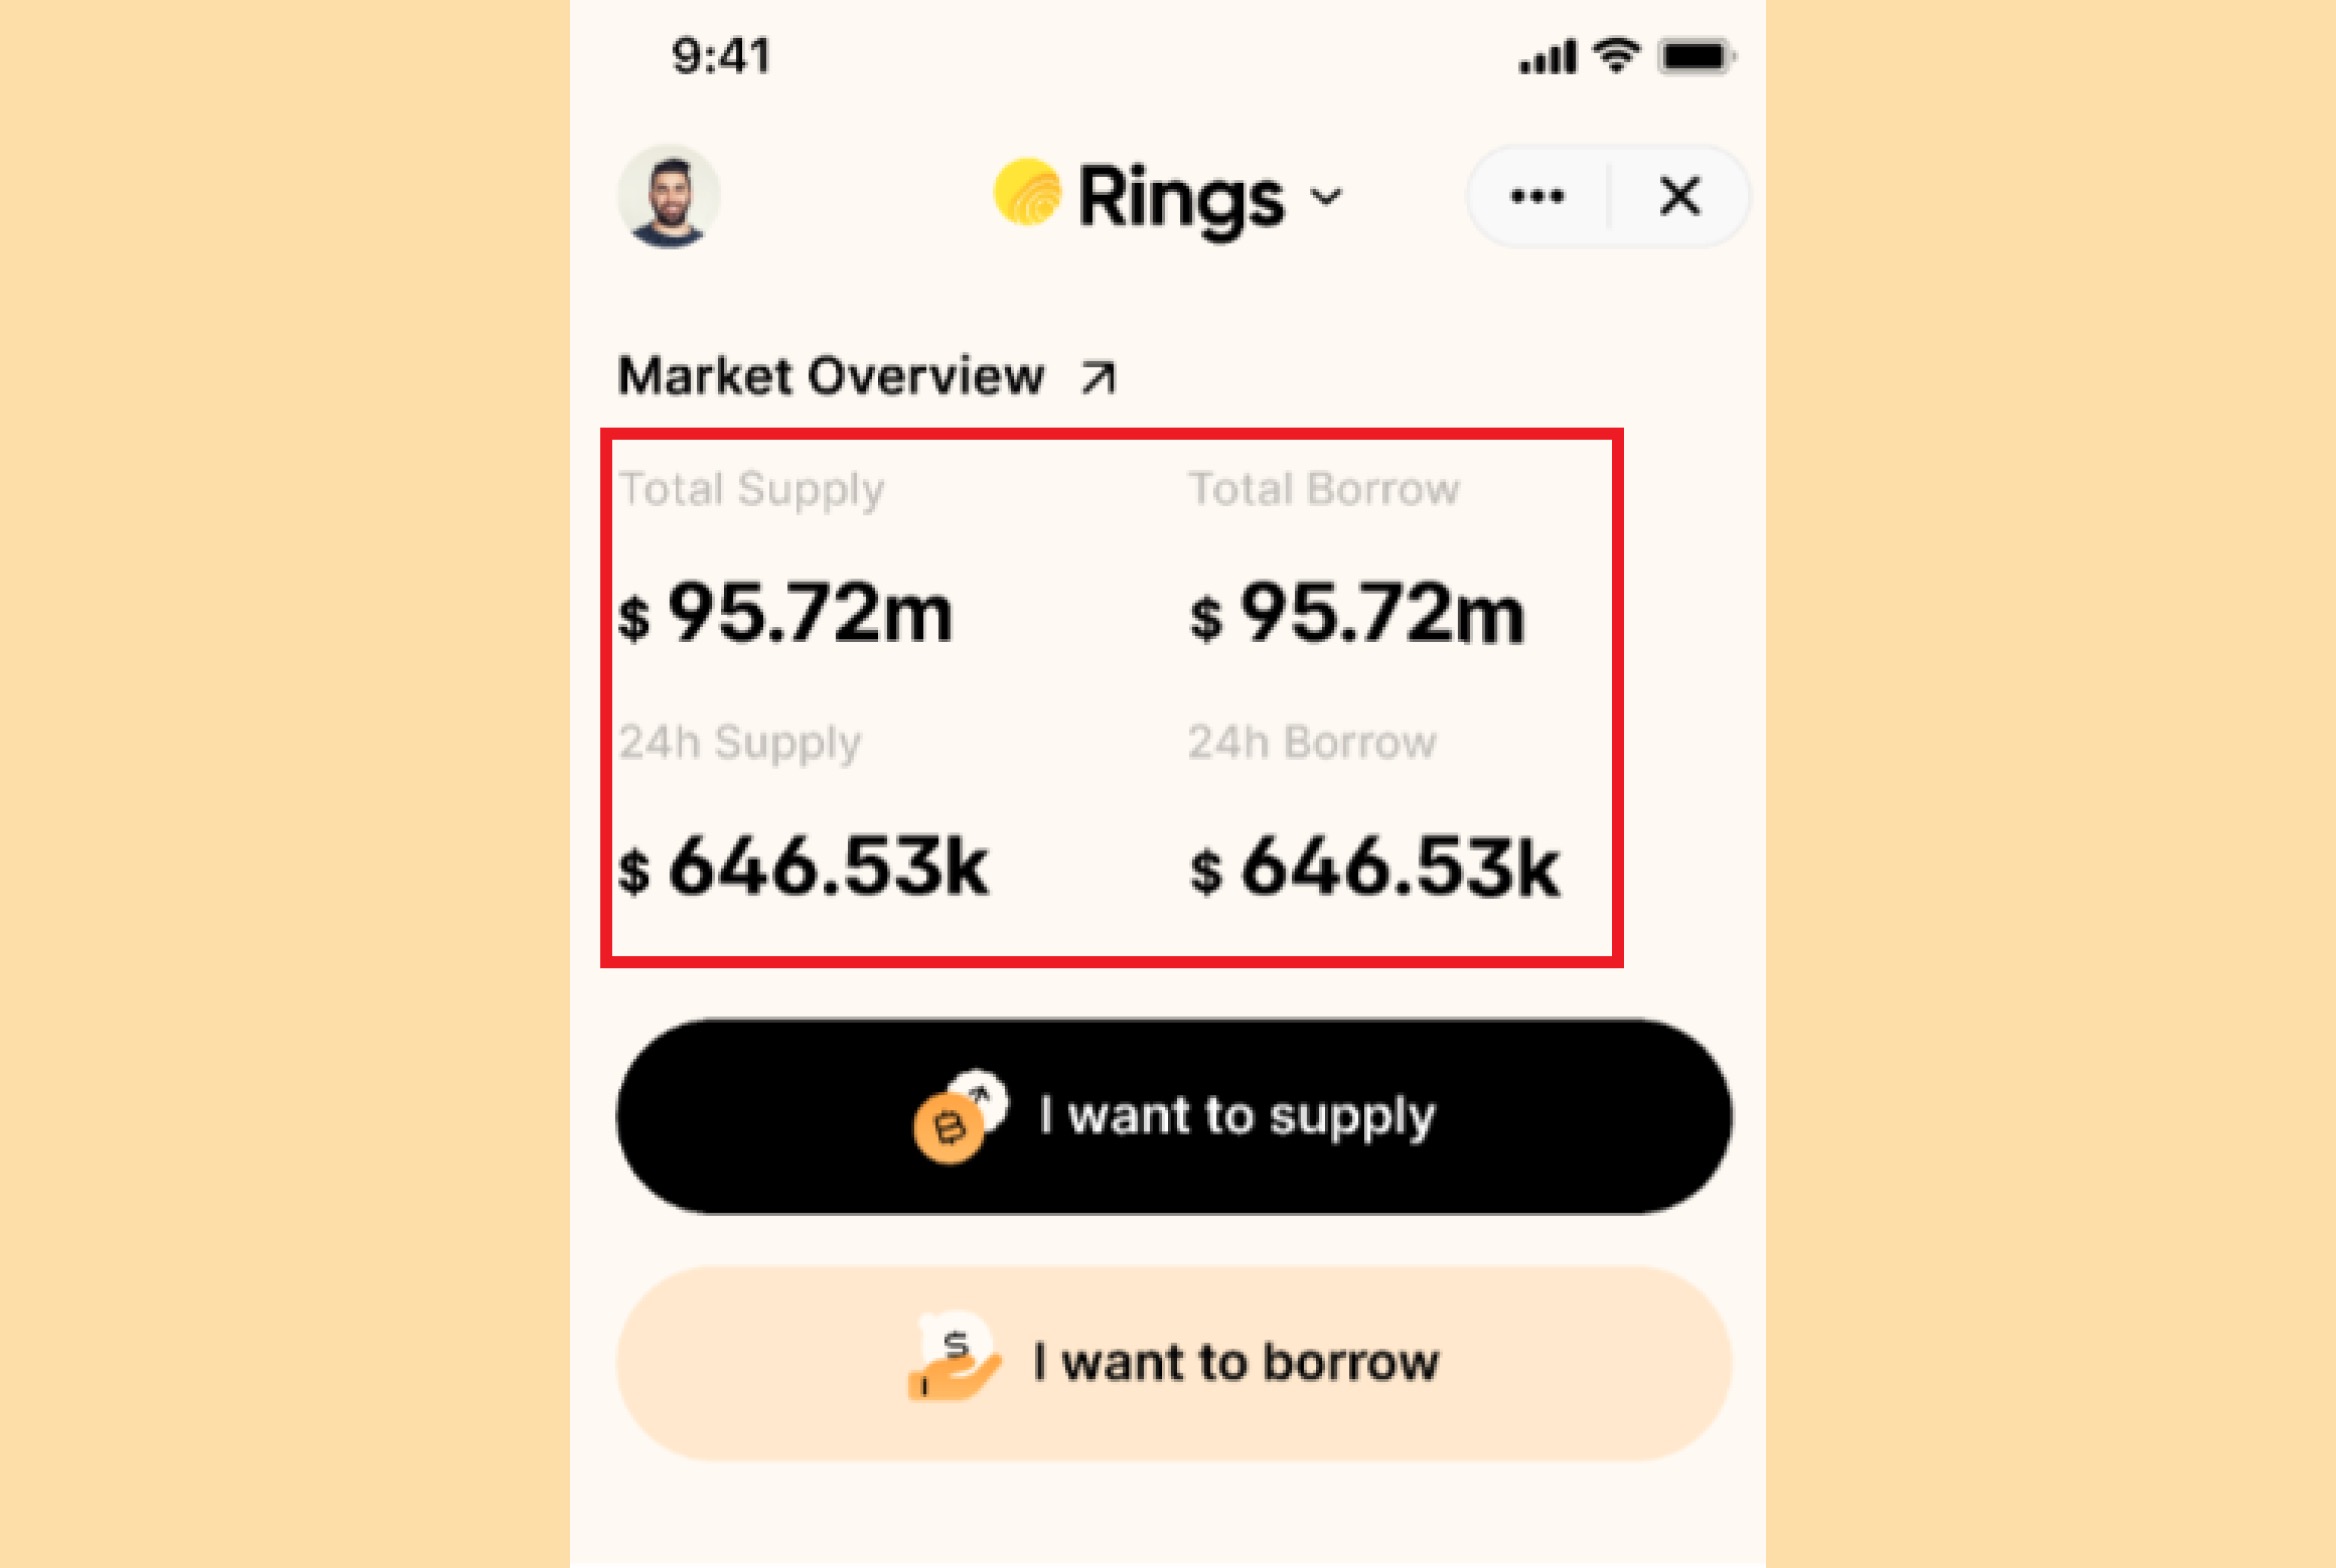 9:41
Rings
Market Overview
Total Supply Total Borrow
$ 95.72m $ 95.72m
24h Supply 24h Borrow
$ 646.53k $ 646.53k
I want to supply
I want to borrow